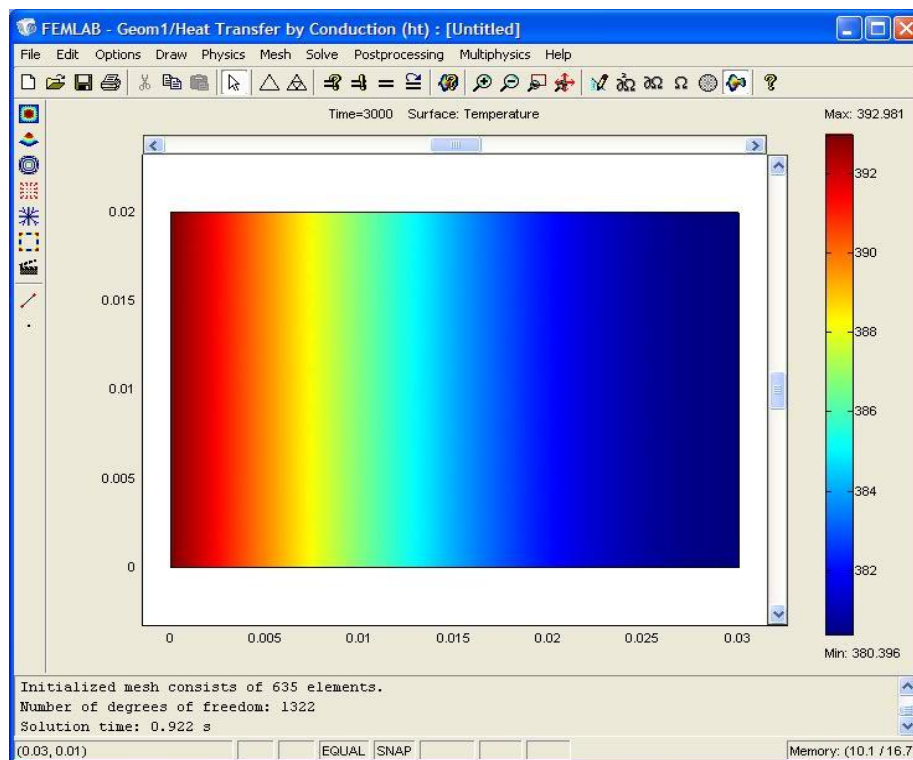 FEMLAB - Geom1/Heat Transfer by Conduction (ht) : [Untitled]
File Edit Options Draw Physics Mesh Solve Postprocessing Multiphysics Help
Time=3000 Surface: Temperature
Max: 392.981
392
0.02
390
0.015
388
0.01
386
384
0.005
382
0
0 0.005 0.01 0.015 0.02 0.025 0.03
Min: 380.396
Initialized mesh consists of 635 elements.
Number of degrees of freedom: 1322
Solution time: 0.922 s
(0.03, 0.01) EQUAL SNAP Memory: (10.1 / 16.7